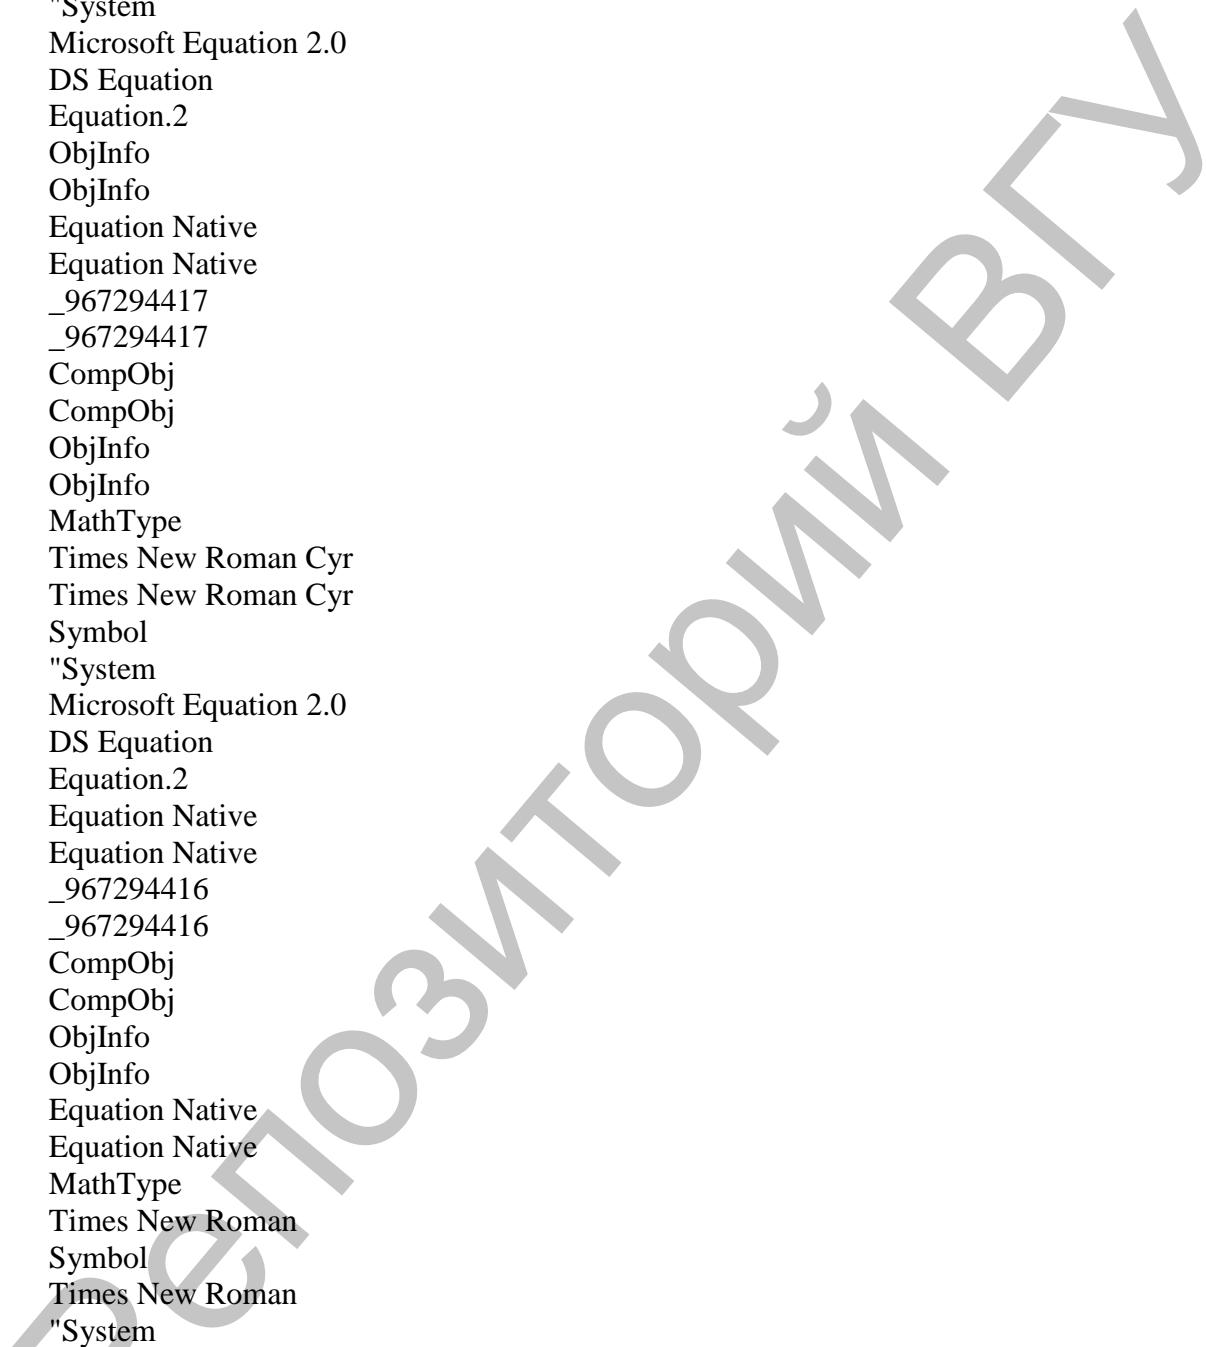 "System
Microsoft Equation 2.0
DS Equation
Equation.2
ObjInfo
ObjInfo
Equation Native
Equation Native
_967294417
_967294417
CompObj
CompObj
ObjInfo
ObjInfo
MathType
Times New Roman Cyr
Times New Roman Cyr
Symbol
"System
Microsoft Equation 2.0
DS Equation
Equation.2
Equation Native
Equation Native
_967294416
_967294416
CompObj
CompObj
ObjInfo
ObjInfo
Equation Native
Equation Native
MathType
Times New Roman
Symbol
Times New Roman
"System
Репозиторий ВГУ